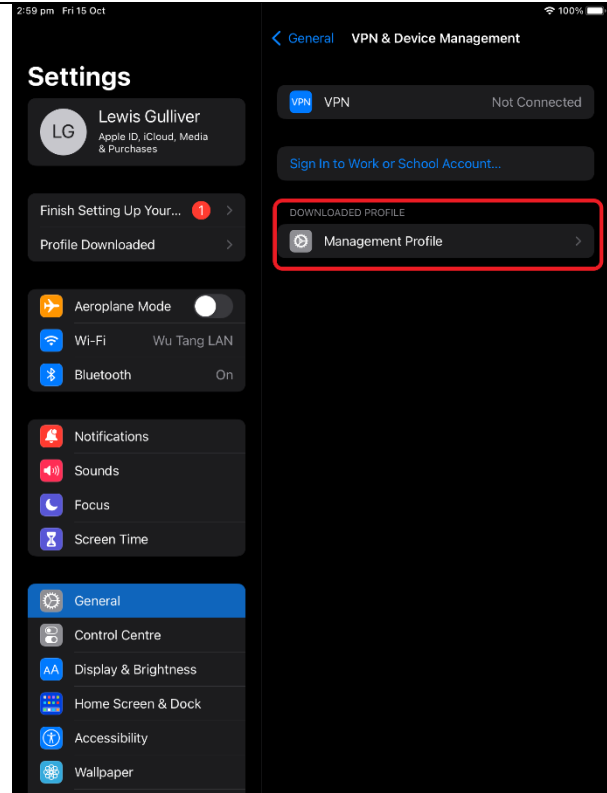 2:59 pm Fri 15 Oct
100%
General
VPN & Device Management
Settings
LG
Lewis Gulliver
Apple ID, iCloud, Media
& Purchases
VPN
VPN
Not Connected
Sign In to Work or School Account...
Finish Setting Up Your... 1
Profile Downloaded
DOWNLOADED PROFILE
Management Profile
Aeroplane Mode
Wi-Fi Wu Tang LAN
Bluetooth On
Notifications
Sounds
Focus
Screen Time
General
Control Centre
AA
Display & Brightness
Home Screen & Dock
Accessibility
Wallpaper